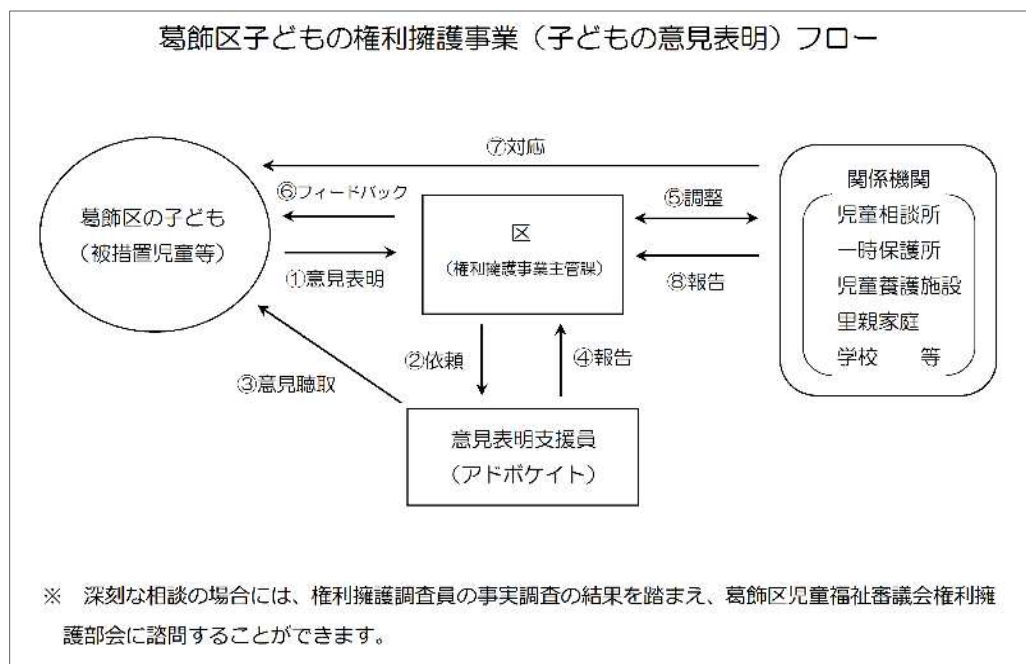 葛飾区子どもの権利擁護事業（子どもの意見表明）フロー
⑦対応
⑥フィードバック
葛飾区の子ども
（被措置児童等）
①意見表明
区
（権利擁護事業主管課）
⑤調整
⑧報告
関係機関
児童相談所
一時保護所
児童養護施設
里親家庭
学校　等
②依頼
④報告
③意見聴取
意見表明支援員
（アドボケイト）
※　深刻な相談の場合には、権利擁護調査員の事実調査の結果を踏まえ、葛飾区児童福祉審議会権利擁
護部会に諮問することができます。